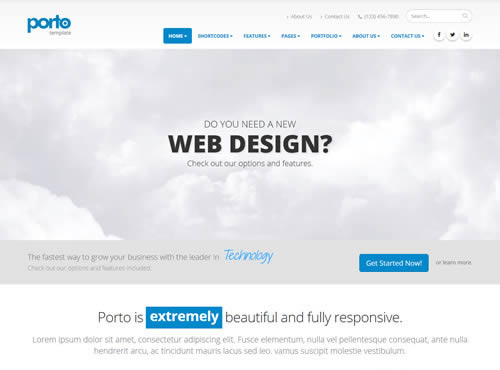 porto
template
About Us Contact Us (123) 456-7890 Search...
HOME SHORTCODES FEATURES PAGES PORTFOLIO ABOUT US CONTACT US
DO YOU NEED A NEW
WEB DESIGN?
Check out our options and features.
The fastest way to grow your business with the leader in Technology
Check out our options and features included.
Get Started Now! or learn more.
Porto is extremely beautiful and fully responsive.
Lorem ipsum dolor sit amet, consectetur adipiscing elit. Fusce elementum, nulla vel pellentesque consequat, ante nulla
hendrerit arcu, ac tincidunt mauris lacus sed leo. vamus suscipit molestie vestibulum.